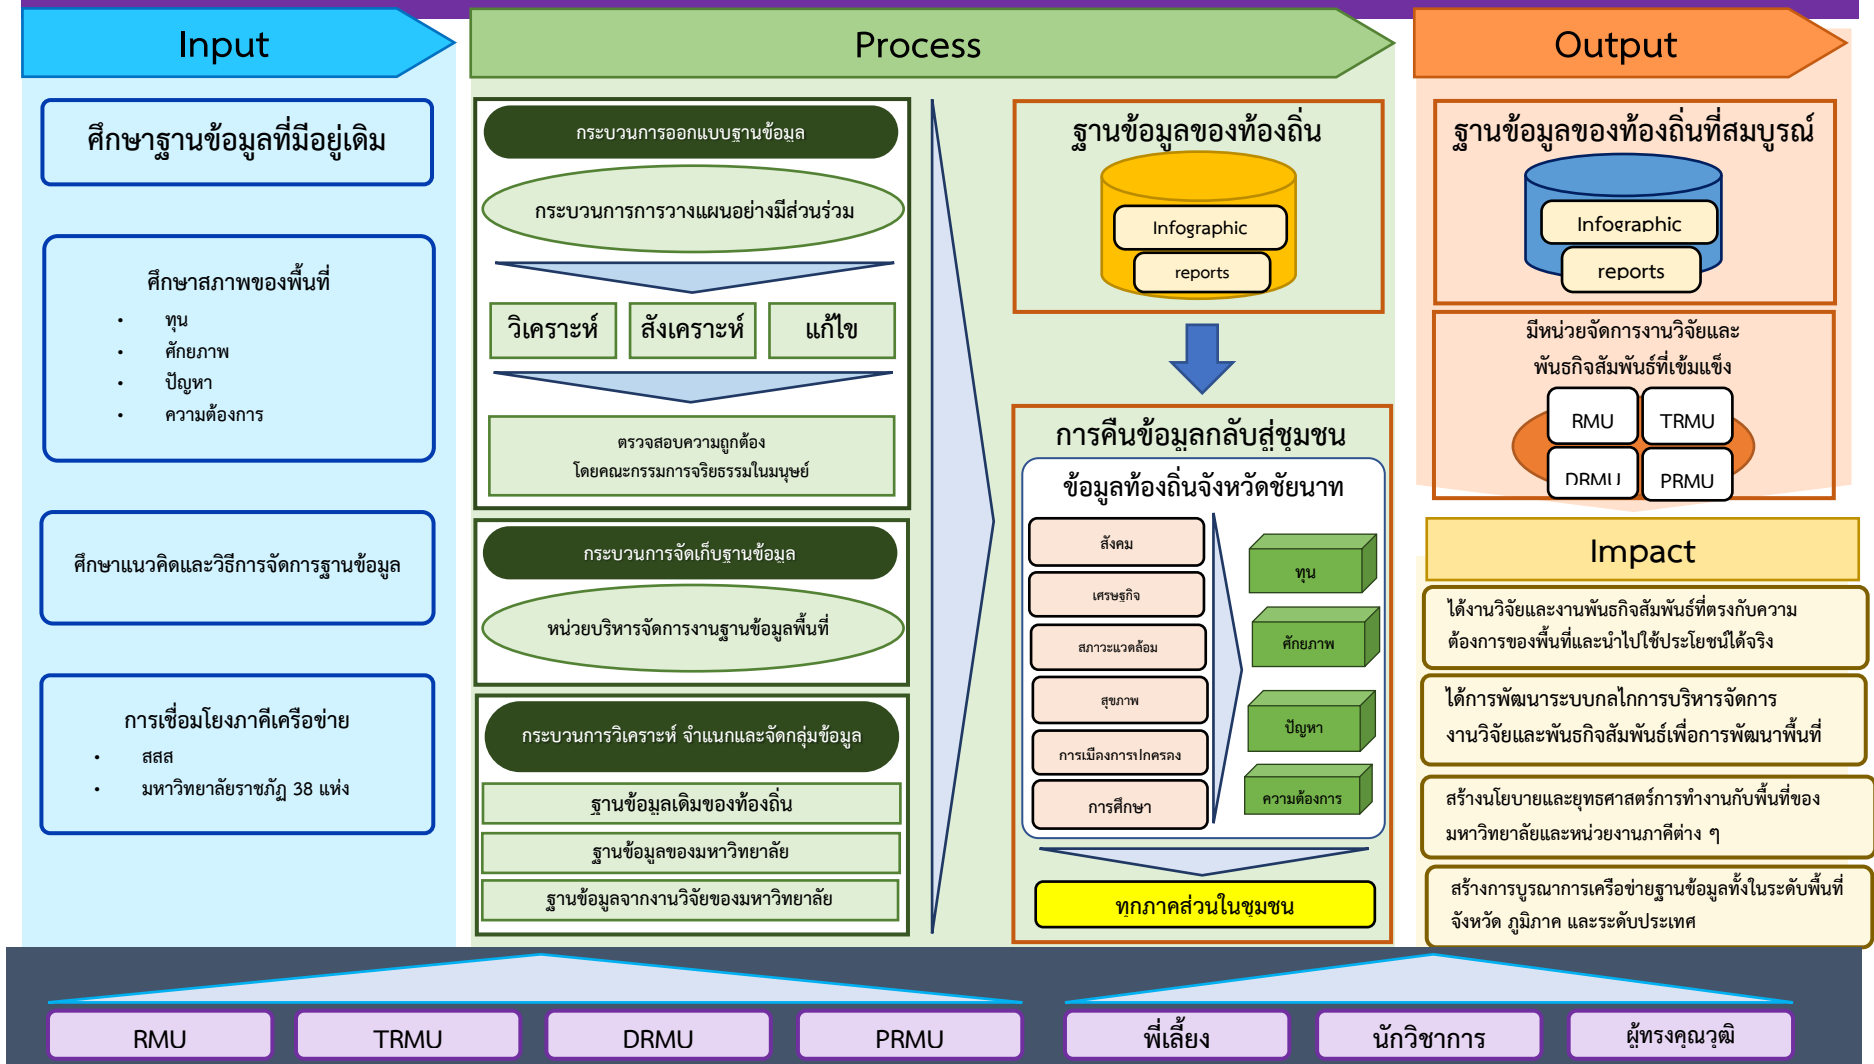 Input
ศึกษาฐานข้อมูลที่มีอยู่เดิม
ศึกษาสภาพของพื้นที่
• ทุน
• ศักยภาพ
• ปัญหา
• ความต้องการ
ศึกษาแนวคิดและวิธีการจัดการฐานข้อมูล
การเชื่อมโยงภาคีเครือข่าย
• สสส
• มหาวิทยาลัยราชภัฏ 38 แห่ง
Process
กระบวนการออกแบบฐานข้อมูล
กระบวนการการวางแผนอย่างมีส่วนร่วม
วิเคราะห์
สังเคราะห์
แก้ไข
ตรวจสอบความถูกต้อง
โดยคณะกรรมการจริยธรรมในมนุษย์
กระบวนการจัดเก็บฐานข้อมูล
หน่วยบริหารจัดการงานฐานข้อมูลพื้นที่
กระบวนการวิเคราะห์ จำแนกและจัดกลุ่มข้อมูล
ฐานข้อมูลเดิมของท้องถิ่น
ฐานข้อมูลของมหาวิทยาลัย
ฐานข้อมูลจากงานวิจัยของมหาวิทยาลัย
ฐานข้อมูลของท้องถิ่น
Infographic
reports
การคืนข้อมูลกลับสู่ชุมชน
ข้อมูลท้องถิ่นจังหวัดชัยนาท
สังคม
เศรษฐกิจ
สภาวะแวดล้อม
สุขภาพ
การเมืองการปกครอง
การศึกษา
ทุน
ศักยภาพ
ปัญหา
ความต้องการ
ทุกภาคส่วนในชุมชน
Output
ฐานข้อมูลของท้องถิ่นที่สมบูรณ์
Infographic
reports
มีหน่วยจัดการงานวิจัยและ
พันธกิจสัมพันธ์ที่เข้มแข็ง
RMU
TRMU
DRMU
PRMU
Impact
ได้งานวิจัยและงานพันธกิจสัมพันธ์ที่ตรงกับความ
ต้องการของพื้นที่และนำไปใช้ประโยชน์ได้จริง
ได้การพัฒนาระบบกลไกการบริหารจัดการ
งานวิจัยและพันธกิจสัมพันธ์เพื่อการพัฒนาพื้นที่
สร้างนโยบายและยุทธศาสตร์การทำงานกับพื้นที่ของ
มหาวิทยาลัยและหน่วยงานภาคีต่าง ๆ
สร้างการบูรณาการเครือข่ายฐานข้อมูลทั้งในระดับพื้นที่
จังหวัด ภูมิภาค และระดับประเทศ
RMU
TRMU
DRMU
PRMU
พี่เลี้ยง
นักวิชาการ
ผู้ทรงคุณวุฒิ